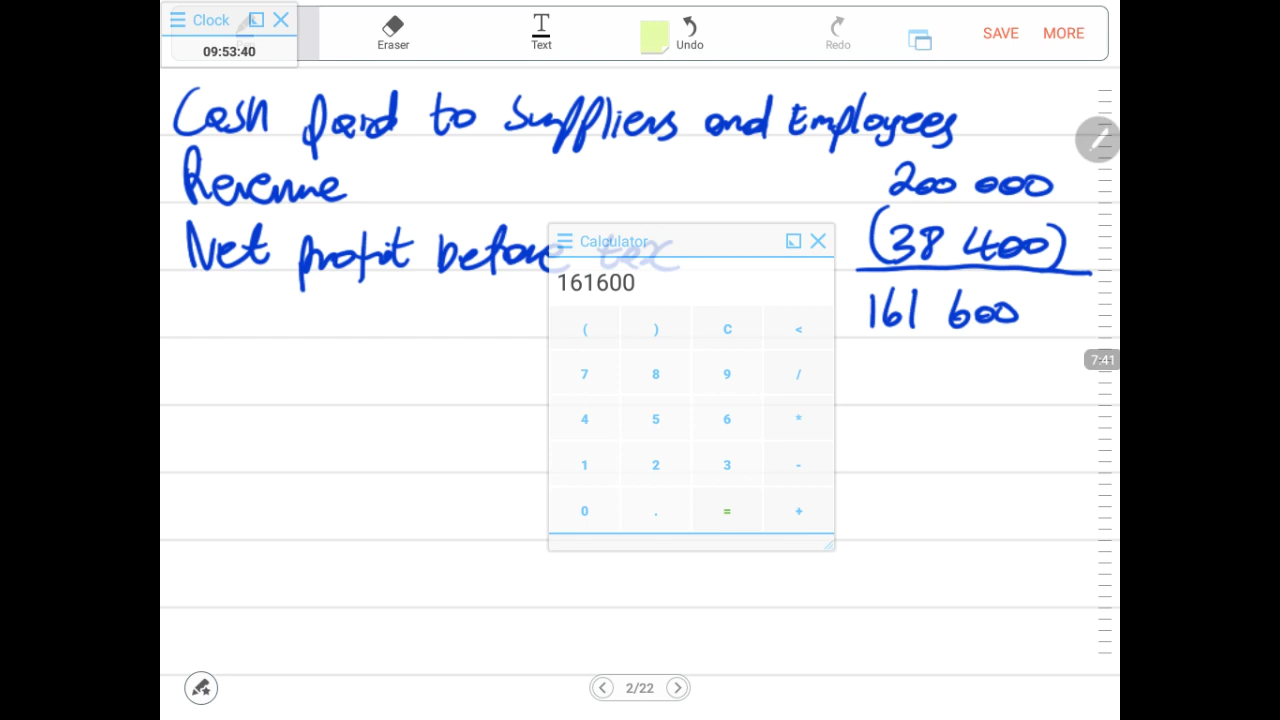 Clock
09:53:40
Eraser
Text
Undo
Redo
SAVE
MORE
Cash paid to Suppliers and Employees
Revenue 200 000
Net profit before tax (38 400)
161 600
Calculator
161600
( ) C <
7 8 9 /
4 5 6 *
1 2 3 -
0 . = +
7:41
2/22